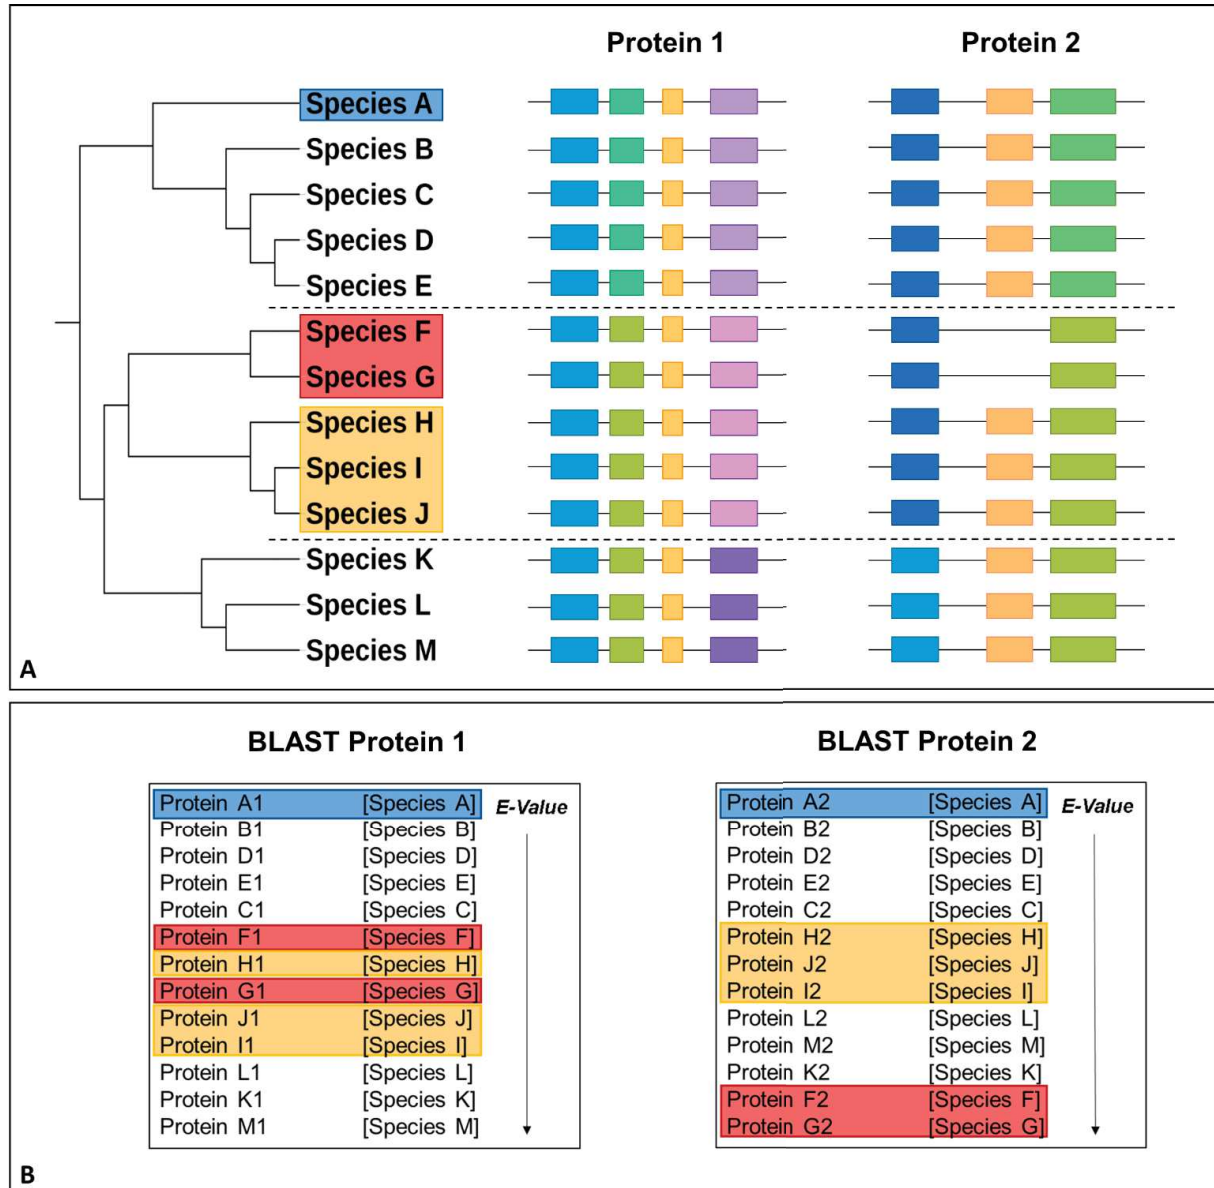 Protein 1 Protein 2
Species A
Species B
Species C
Species D
Species E
Species F
Species G
Species H
Species I
Species J
Species K
Species L
Species M
A
BLAST Protein 1
Protein A1 [Species A] E-Value
Protein B1 [Species B]
Protein D1 [Species D]
Protein E1 [Species E]
Protein C1 [Species C]
Protein F1 [Species F]
Protein H1 [Species H]
Protein G1 [Species G]
Protein J1 [Species J]
Protein I1 [Species I]
Protein L1 [Species L]
Protein K1 [Species K]
Protein M1 [Species M]
BLAST Protein 2
Protein A2 [Species A] E-Value
Protein B2 [Species B]
Protein D2 [Species D]
Protein E2 [Species E]
Protein C2 [Species C]
Protein H2 [Species H]
Protein J2 [Species J]
Protein I2 [Species I]
Protein L2 [Species L]
Protein M2 [Species M]
Protein K2 [Species K]
Protein F2 [Species F]
Protein G2 [Species G]
B